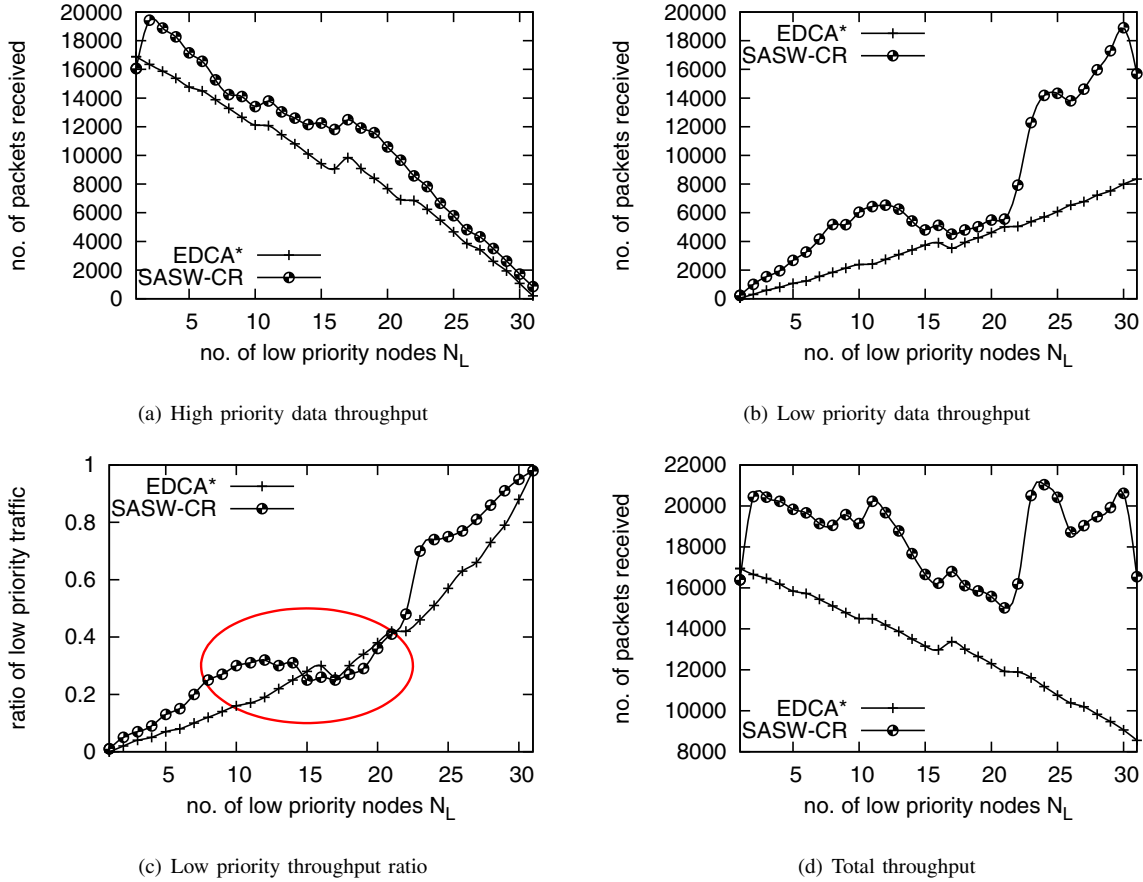 20000
18000
16000
14000
12000
10000
8000
6000
4000
2000
0
no. of packets received
EDCA*
SASW-CR
5 10 15 20 25 30
no. of low priority nodes N_L
(a) High priority data throughput
20000
18000
16000
14000
12000
10000
8000
6000
4000
2000
0
no. of packets received
EDCA*
SASW-CR
5 10 15 20 25 30
no. of low priority nodes N_L
(b) Low priority data throughput
1
0.8
0.6
0.4
0.2
0
ratio of low priority traffic
EDCA*
SASW-CR
5 10 15 20 25 30
no. of low priority nodes N_L
(c) Low priority throughput ratio
22000
20000
18000
16000
14000
12000
10000
8000
no. of packets received
EDCA*
SASW-CR
5 10 15 20 25 30
no. of low priority nodes N_L
(d) Total throughput